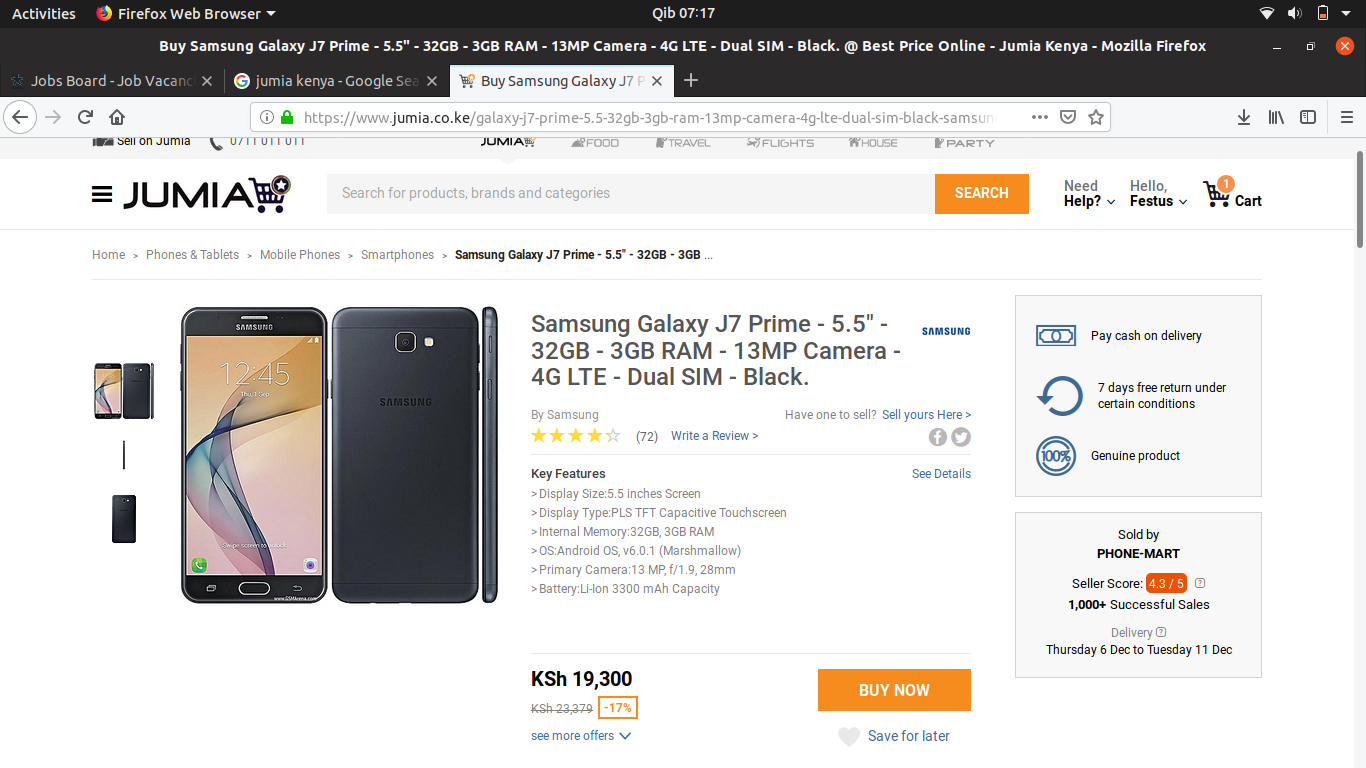 Activities Firefox Web Browser Qib 07:17
Buy Samsung Galaxy J7 Prime - 5.5" - 32GB - 3GB RAM - 13MP Camera - 4G LTE - Dual SIM - Black. @ Best Price Online - Jumia Kenya - Mozilla Firefox
Jobs Board - Job Vacanc jumia kenya - Google Sea Buy Samsung Galaxy J7 P
https://www.jumia.co.ke/galaxy-j7-prime-5.5-32gb-3gb-ram-13mp-camera-4g-lte-dual-sim-black-samsun
Sell on Jumia 0711 011 011 JUMIA FOOD TRAVEL FLIGHTS HOUSE PARTY
JUMIA Search for products, brands and categories SEARCH Need Help? Hello, Festus 1 Cart
Home > Phones & Tablets > Mobile Phones > Smartphones > Samsung Galaxy J7 Prime - 5.5" - 32GB - 3GB ...
SAMSUNG
12:45
Thu, 1 Sep
Swipe screen to unlock
www.GSMArena.com
SAMSUNG
Samsung Galaxy J7 Prime - 5.5" -
32GB - 3GB RAM - 13MP Camera -
4G LTE - Dual SIM - Black.
SAMSUNG
By Samsung Have one to sell? Sell yours Here >
(72) Write a Review >
Key Features See Details
> Display Size:5.5 inches Screen
> Display Type:PLS TFT Capacitive Touchscreen
> Internal Memory:32GB, 3GB RAM
> OS:Android OS, v6.0.1 (Marshmallow)
> Primary Camera:13 MP, f/1.9, 28mm
> Battery:Li-Ion 3300 mAh Capacity
KSh 19,300
KSh 23,379 -17%
see more offers
BUY NOW
Save for later
Pay cash on delivery
7 days free return under
certain conditions
100% Genuine product
Sold by
PHONE-MART
Seller Score: 4.3 / 5 ?
1,000+ Successful Sales
Delivery ?
Thursday 6 Dec to Tuesday 11 Dec